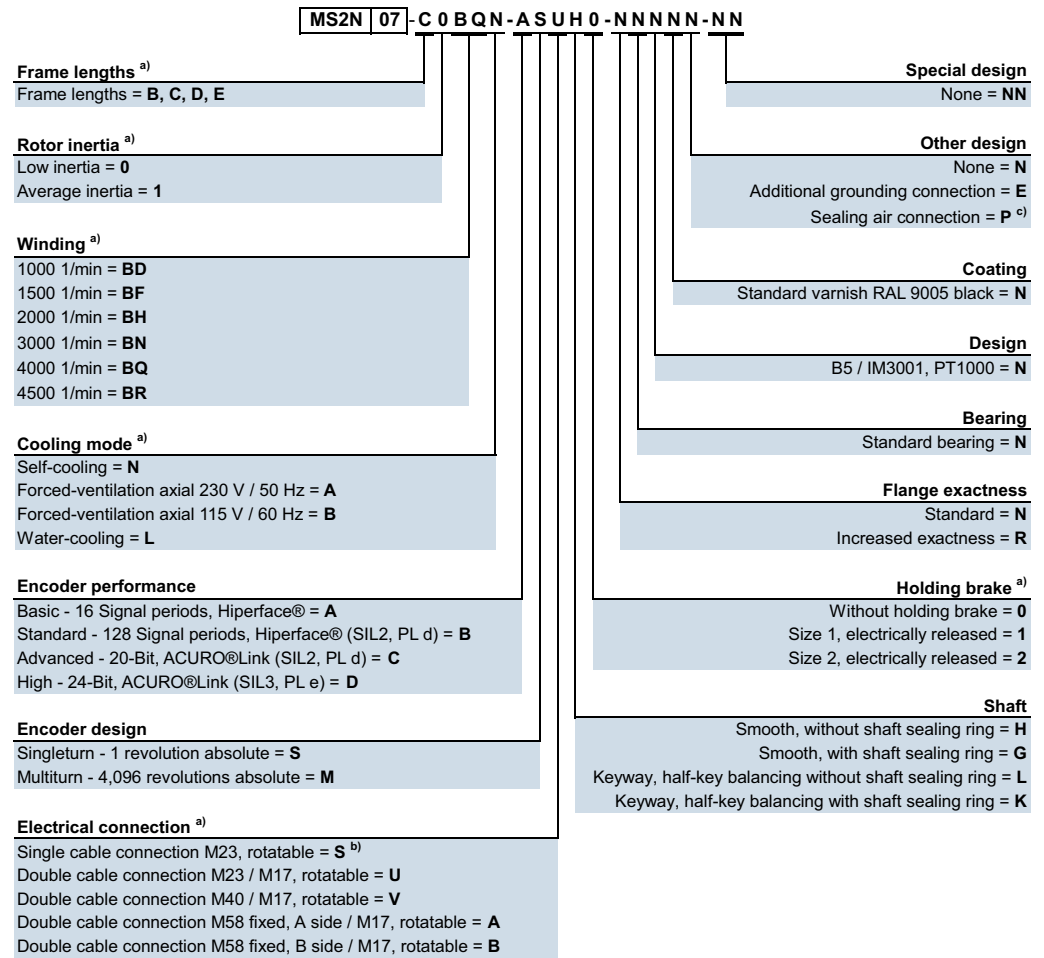 MS2N 07 - C 0 B Q N - A S U H 0 - N N N N N - N N
Frame lengths a)
Frame lengths = B, C, D, E
Rotor inertia a)
Low inertia = 0
Average inertia = 1
Winding a)
1000 1/min = BD
1500 1/min = BF
2000 1/min = BH
3000 1/min = BN
4000 1/min = BQ
4500 1/min = BR
Cooling mode a)
Self-cooling = N
Forced-ventilation axial 230 V / 50 Hz = A
Forced-ventilation axial 115 V / 60 Hz = B
Water-cooling = L
Encoder performance
Basic - 16 Signal periods, Hiperface® = A
Standard - 128 Signal periods, Hiperface® (SIL2, PL d) = B
Advanced - 20-Bit, ACURO®Link (SIL2, PL d) = C
High - 24-Bit, ACURO®Link (SIL3, PL e) = D
Encoder design
Singleturn - 1 revolution absolute = S
Multiturn - 4,096 revolutions absolute = M
Electrical connection a)
Single cable connection M23, rotatable = S b)
Double cable connection M23 / M17, rotatable = U
Double cable connection M40 / M17, rotatable = V
Double cable connection M58 fixed, A side / M17, rotatable = A
Double cable connection M58 fixed, B side / M17, rotatable = B
Special design
None = NN
Other design
None = N
Additional grounding connection = E
Sealing air connection = P c)
Coating
Standard varnish RAL 9005 black = N
Design
B5 / IM3001, PT1000 = N
Bearing
Standard bearing = N
Flange exactness
Standard = N
Increased exactness = R
Holding brake a)
Without holding brake = 0
Size 1, electrically released = 1
Size 2, electrically released = 2
Shaft
Smooth, without shaft sealing ring = H
Smooth, with shaft sealing ring = G
Keyway, half-key balancing without shaft sealing ring = L
Keyway, half-key balancing with shaft sealing ring = K